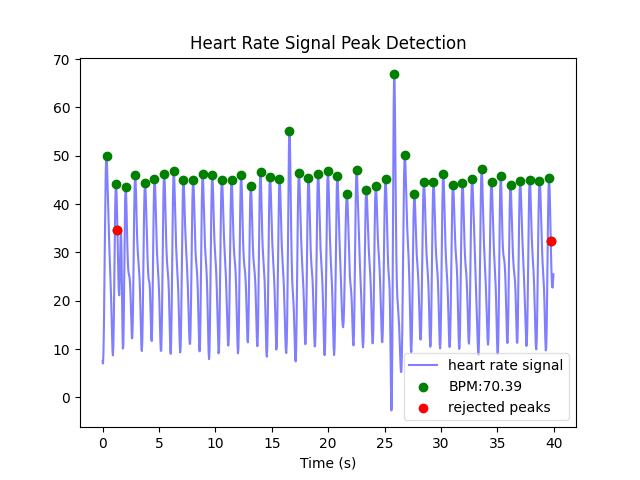 Heart Rate Signal Peak Detection
70
60
50
40
30
20
10
0
heart rate signal
BPM:70.39
rejected peaks
0 5 10 15 20 25 30 35 40
Time (s)